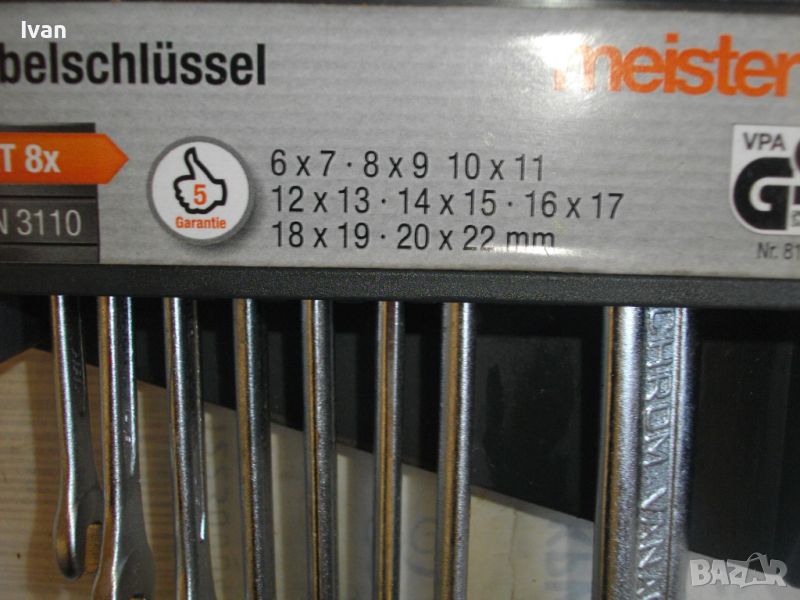 Ivan
belschlüssel
meister
T 8x
5
Garantie
6 x 7 · 8 x 9 10 x 11
12 x 13 · 14 x 15 · 16 x 17
18 x 19 · 20 x 22 mm
N 3110
VPA
GS
Nr. 81
CHROM VANA
BAZAR